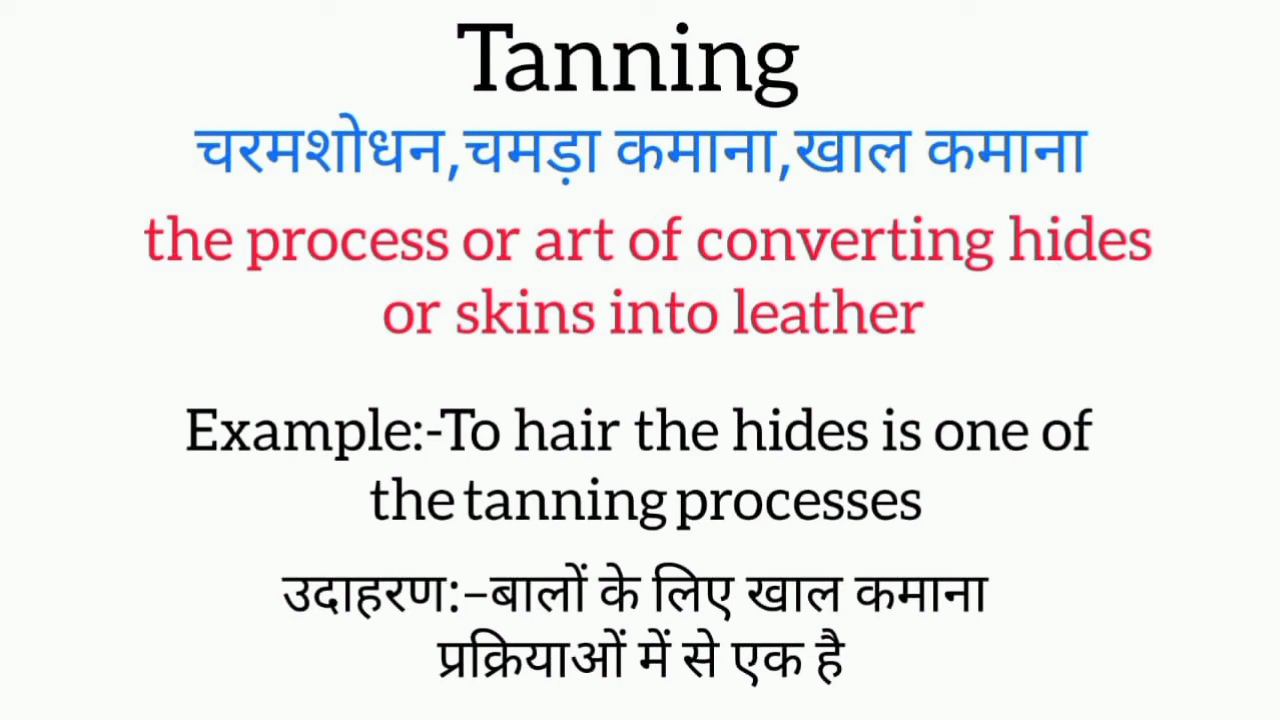 Tanning
चरमशोधन,चमड़ा कमाना,खाल कमाना
the process or art of converting hides
or skins into leather
Example:-To hair the hides is one of
the tanning processes
उदाहरण:–बालों के लिए खाल कमाना
प्रक्रियाओं में से एक है